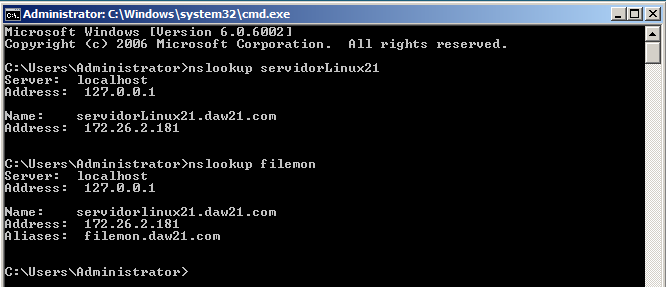 Administrator: C:\Windows\system32\cmd.exe
Microsoft Windows [Version 6.0.6002]
Copyright (c) 2006 Microsoft Corporation.  All rights reserved.
C:\Users\Administrator>nslookup servidorLinux21
Server:  localhost
Address:  127.0.0.1
Name:    servidorLinux21.daw21.com
Address:  172.26.2.181
C:\Users\Administrator>nslookup filemon
Server:  localhost
Address:  127.0.0.1
Name:    servidorlinux21.daw21.com
Address:  172.26.2.181
Aliases:  filemon.daw21.com
C:\Users\Administrator>